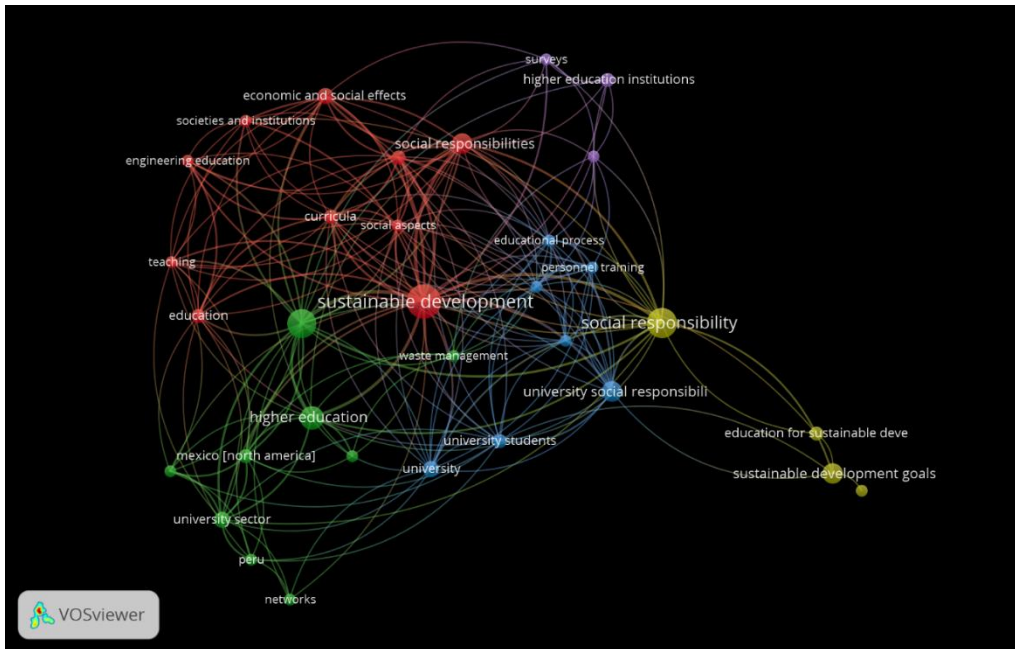 surveys
higher education institutions
economic and social effects
societies and institutions
social responsibilities
engineering education
curricula
social aspects
educational process
teaching
personnel training
sustainable development
education
social responsibility
waste management
university social responsibili
higher education
education for sustainable deve
university students
mexico [north america]
university
sustainable development goals
university sector
peru
networks
VOSviewer